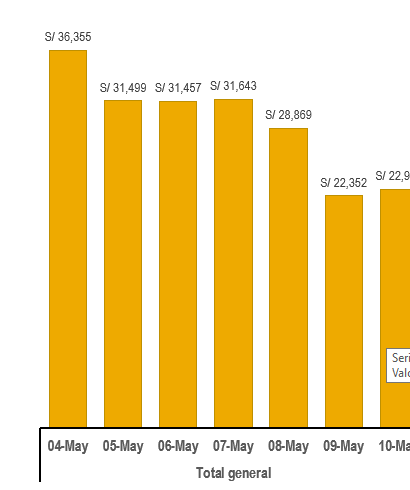 S/ 36,355
S/ 31,499 S/ 31,457 S/ 31,643
S/ 28,869
S/ 22,352 S/
04-May 05-May 06-May 07-May 08-May 09-May
Total general